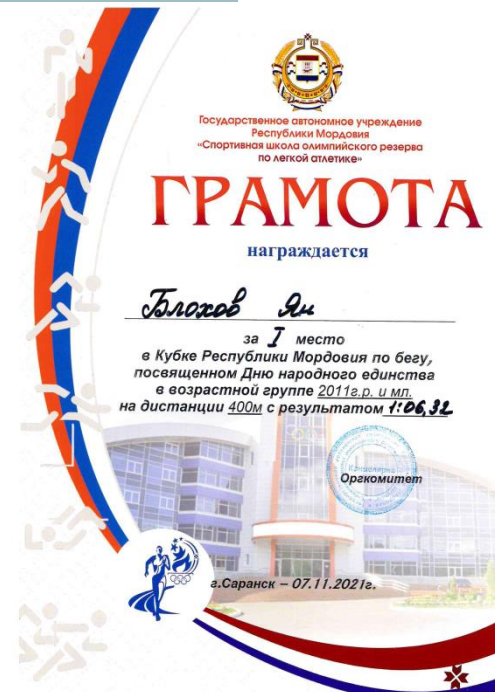 Государственное автономное учреждение
Республики Мордовия
«Спортивная школа олимпийского резерва
по легкой атлетике»
ГРАМОТА
награждается
Блохов Ян
за I место
в Кубке Республики Мордовия по бегу,
посвященном Дню народного единства
в возрастной группе 2011г.р. и мл.
на дистанции 400м с результатом 1:06,32
Оргкомитет
г.Саранск – 07.11.2021г.